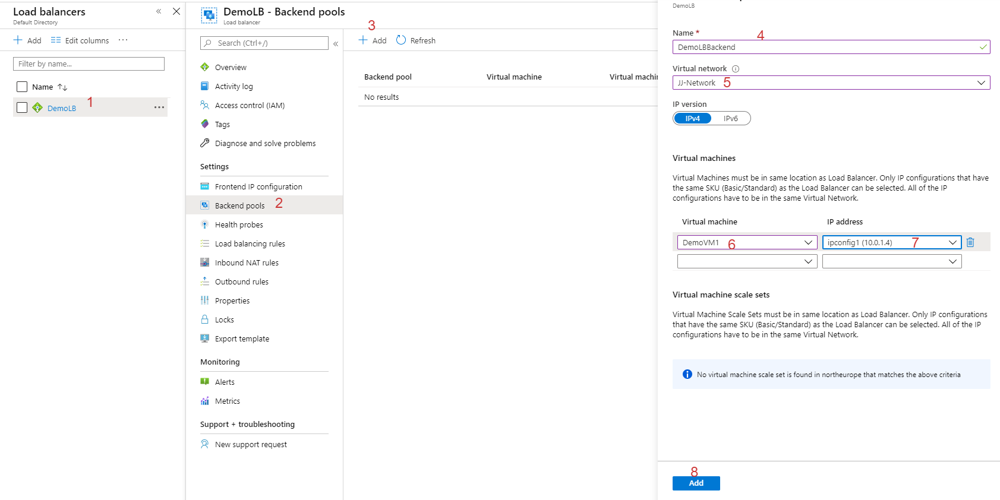 Load balancers
Default Directory
Add
Edit columns
Filter by name...
Name
DemoLB
1
DemoLB - Backend pools
Load balancer
Search (Ctrl+/)
Overview
Activity log
Access control (IAM)
Tags
Diagnose and solve problems
Settings
Frontend IP configuration
Backend pools
2
Health probes
Load balancing rules
Inbound NAT rules
Outbound rules
Properties
Locks
Export template
Monitoring
Alerts
Metrics
Support + troubleshooting
New support request
3
Add
Refresh
Backend pool Virtual machine Virtual machin
No results
DemoLB
Name *
4
DemoLBBackend
Virtual network
JJ-Network 5
IP version
IPv4 IPv6
Virtual machines
Virtual Machines must be in same location as Load Balancer. Only IP configurations that have
the same SKU (Basic/Standard) as the Load Balancer can be selected. All of the IP
configurations have to be in the same Virtual Network.
Virtual machine IP address
DemoVM1 6 ipconfig1 (10.0.1.4) 7
Virtual machine scale sets
Virtual Machine Scale Sets must be in same location as Load Balancer. Only IP configurations
that have the same SKU (Basic/Standard) as the Load Balancer can be selected. All of the IP
configurations have to be in the same Virtual Network.
No virtual machine scale set is found in northeurope that matches the above criteria
8
Add